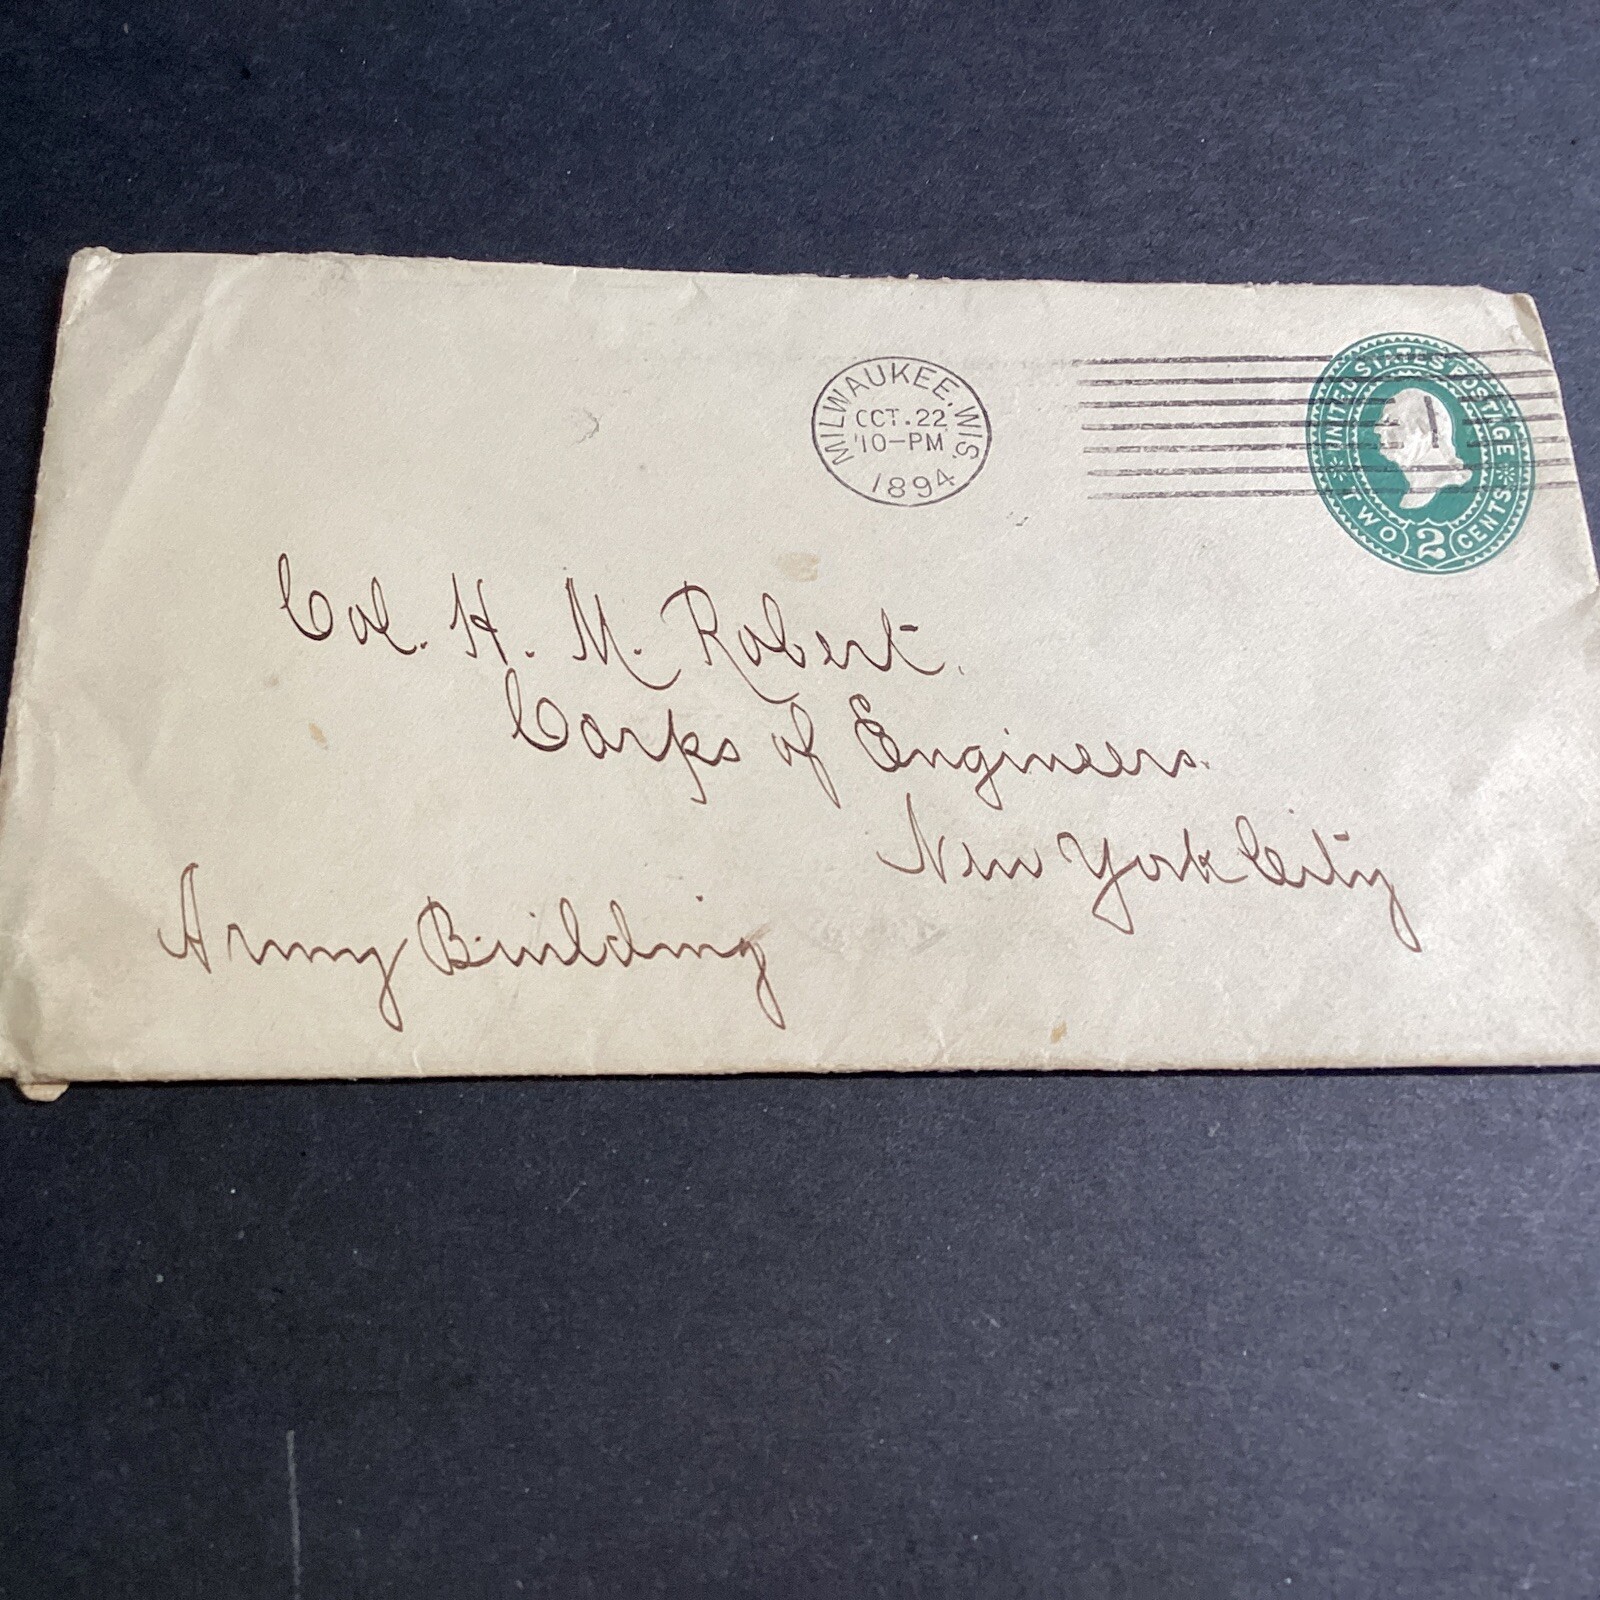 MILWAUKEE. WIS.
OCT. 22
10-PM
1894
1
UNITED STATES POSTAGE
TWO 2 CENTS
Col. H. M. Robert.
Corps of Engineers.
New York City
Army Building